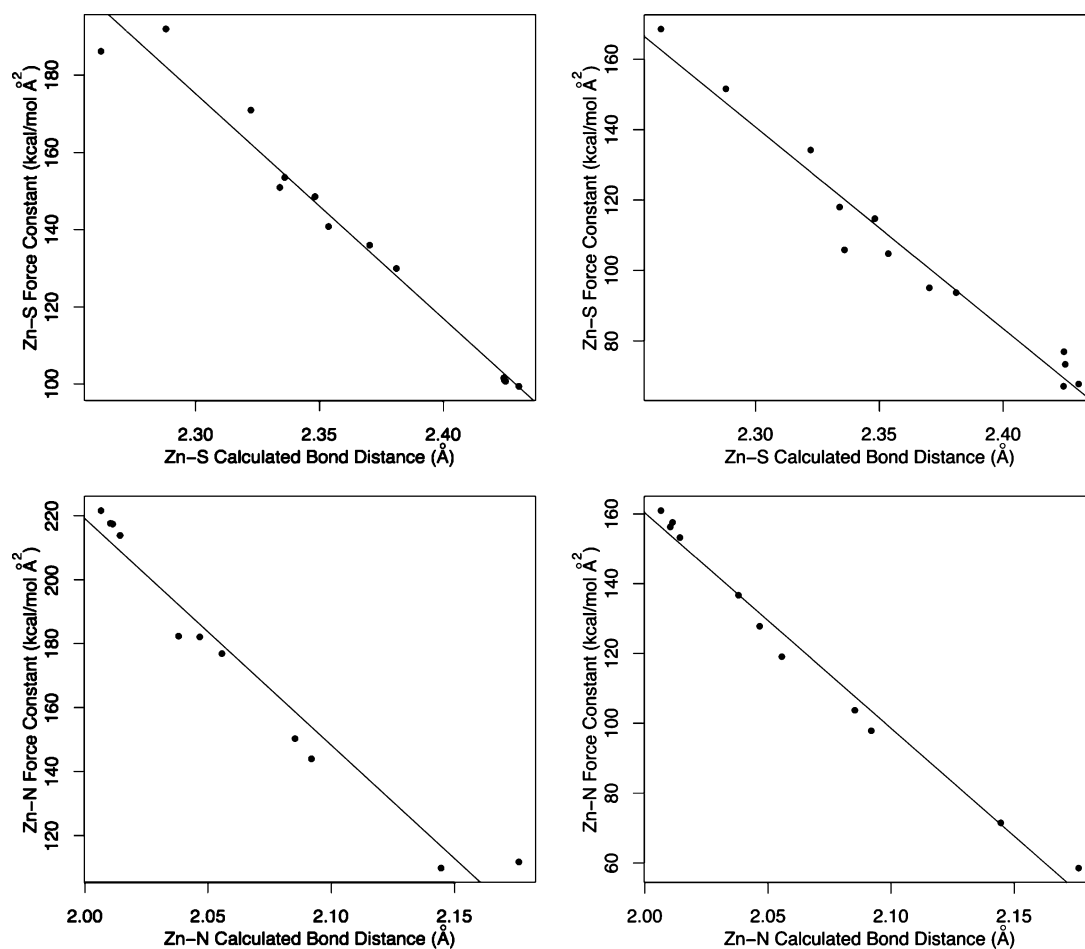 Zn−S Force Constant (kcal/mol Å²)
180
160
140
120
100
2.30 2.35 2.40
Zn−S Calculated Bond Distance (Å)
Zn−S Force Constant (kcal/mol Å²)
160
140
120
100
80
2.30 2.35 2.40
Zn−S Calculated Bond Distance (Å)
Zn−N Force Constant (kcal/mol Å²)
220
200
180
160
140
120
2.00 2.05 2.10 2.15
Zn−N Calculated Bond Distance (Å)
Zn−N Force Constant (kcal/mol Å²)
160
140
120
100
80
60
2.00 2.05 2.10 2.15
Zn−N Calculated Bond Distance (Å)